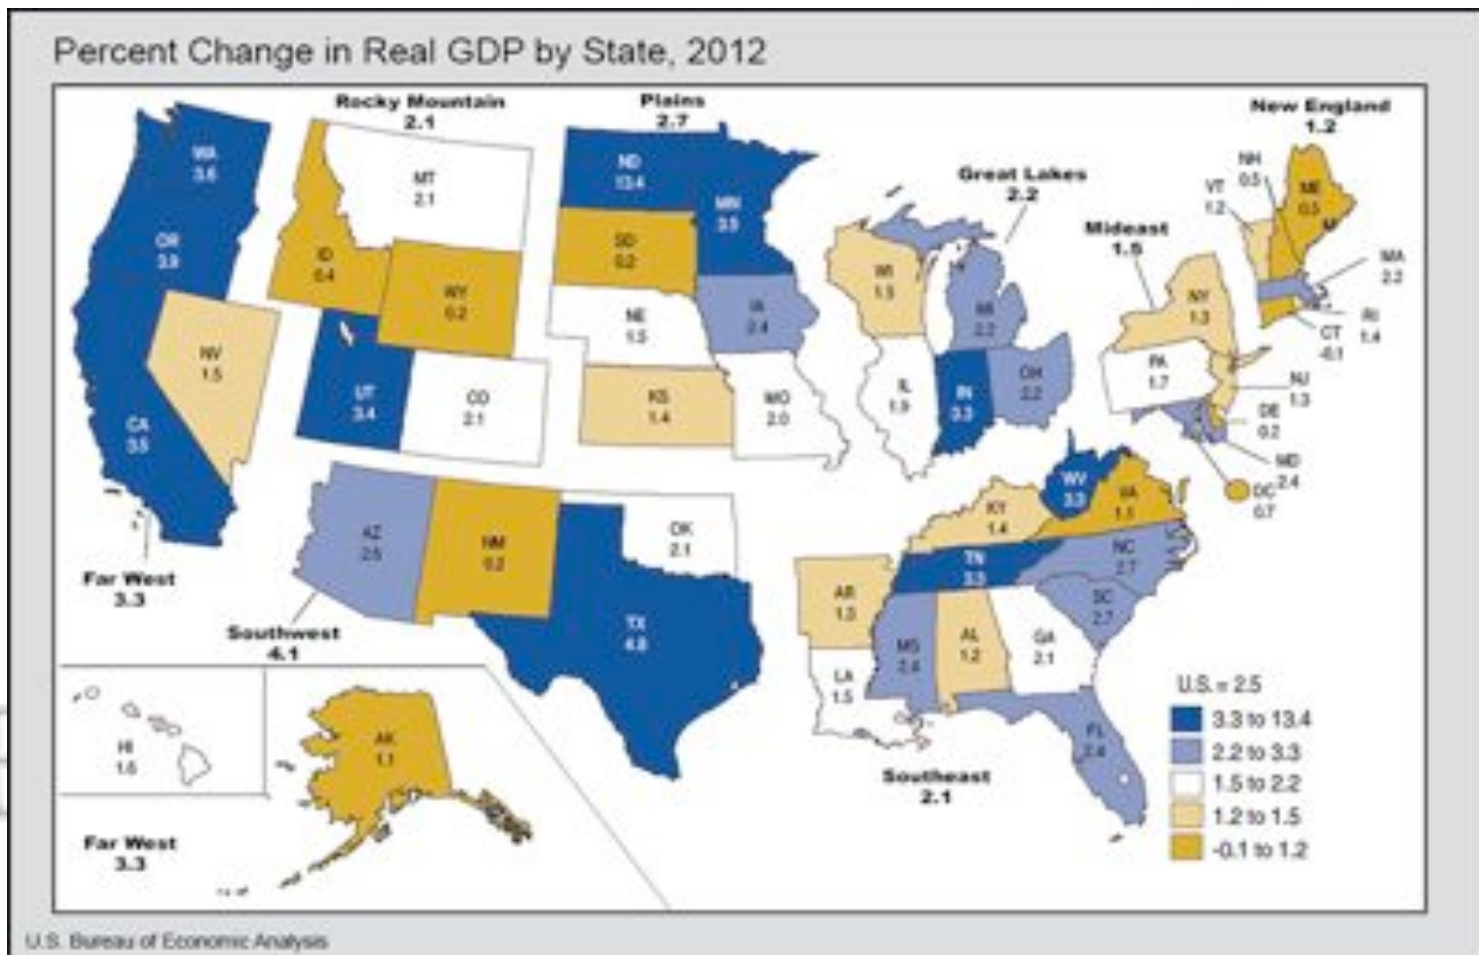 Percent Change in Real GDP by State, 2012
Rocky Mountain
2.1
Plains
2.7
New England
1.2
Great Lakes
2.2
Mideast
1.5
WA
3.6
OR
3.9
CA
3.5
NV
1.5
ID
0.4
MT
2.1
WY
0.2
UT
3.4
CO
2.1
ND
13.4
MN
3.5
SD
0.2
NE
1.5
IA
2.4
KS
1.4
MO
2.0
WI
1.5
MI
2.2
IL
1.9
IN
3.3
OH
2.2
NH
0.5
VT
1.2
ME
0.5
M
MA
2.2
RI
1.4
CT
-0.1
NY
1.3
PA
1.7
NJ
1.3
DE
0.2
MD
2.4
DC
0.7
Far West
3.3
AZ
2.6
NM
0.2
OK
2.1
TX
4.8
Southwest
4.1
WV
3.3
VA
1.1
KY
1.4
TN
3.3
NC
2.7
SC
2.7
AR
1.3
LA
1.5
MS
2.4
AL
1.2
GA
2.1
FL
2.4
Southeast
2.1
HI
1.6
AK
1.1
Far West
3.3
U.S. = 2.5
3.3 to 13.4
2.2 to 3.3
1.5 to 2.2
1.2 to 1.5
-0.1 to 1.2
U.S. Bureau of Economic Analysis